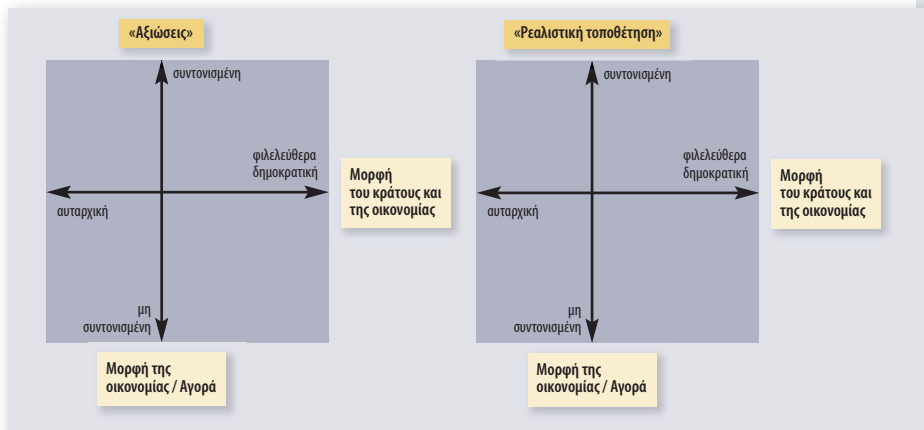 «Αξιώσεις»
συντονισμένη
φιλελεύθερα
δημοκρατική
αυταρχική
μη
συντονισμένη
Μορφή
του κράτους και
της οικονομίας
Μορφή της
οικονομίας / Αγορά
«Ρεαλιστική τοποθέτηση»
συντονισμένη
φιλελεύθερα
δημοκρατική
αυταρχική
μη
συντονισμένη
Μορφή
του κράτους και
της οικονομίας
Μορφή της
οικονομίας / Αγορά